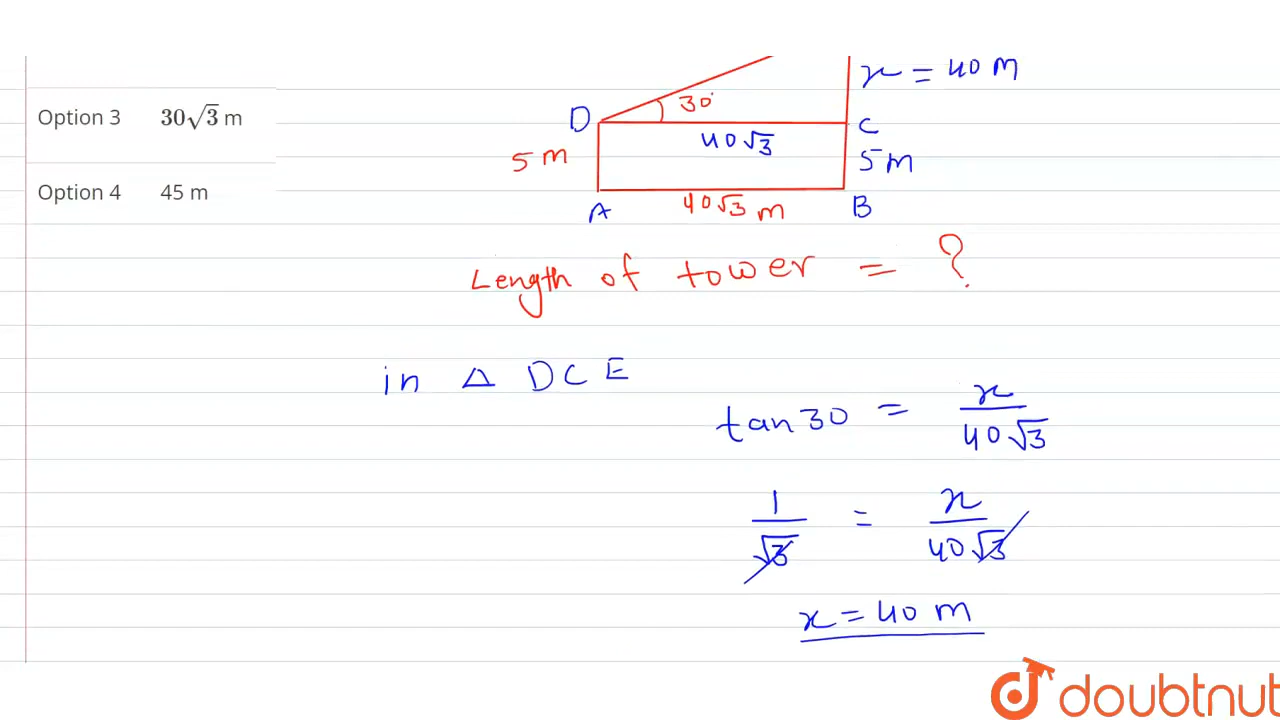 x = 40 m
Option 3 30√3 m
30°
D
C
40√3
5 m
5 m
Option 4 45 m
A
40√3 m
B
Length of tower = ?
in △ DCE
tan30 = x/40√3
1/√3 = x/40√3
x = 40 m
doubtnut